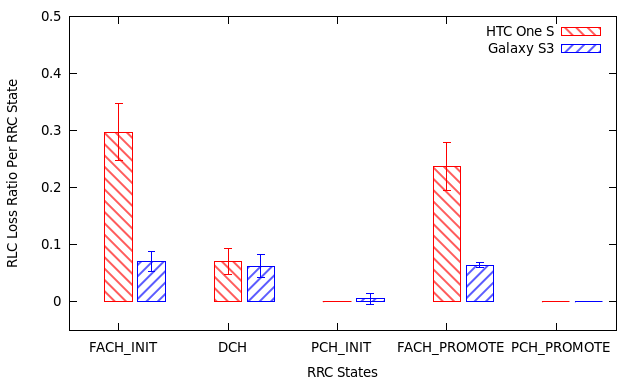 0.5
HTC One S
Galaxy S3
0.4
0.3
0.2
0.1
0
RLC Loss Ratio Per RRC State
FACH_INIT DCH PCH_INIT FACH_PROMOTE PCH_PROMOTE
RRC States